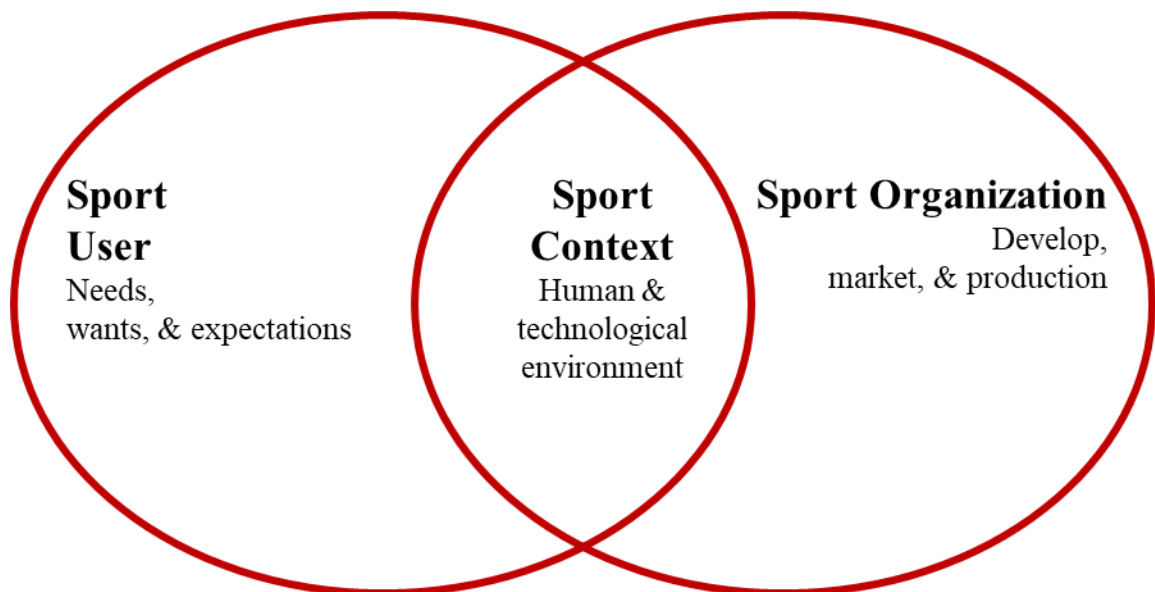 Sport
User
Needs,
wants, & expectations
Sport
Context
Human &
technological
environment
Sport Organization
Develop,
market, & production